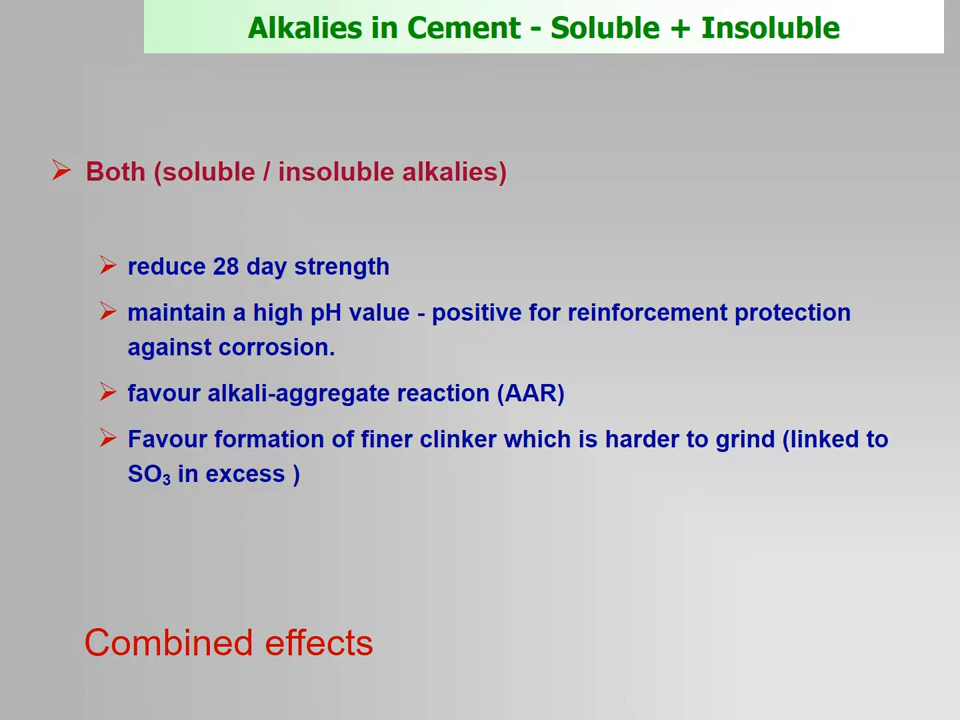 Alkalies in Cement - Soluble + Insoluble
Both (soluble / insoluble alkalies)
reduce 28 day strength
maintain a high pH value - positive for reinforcement protection
against corrosion.
favour alkali-aggregate reaction (AAR)
Favour formation of finer clinker which is harder to grind (linked to
SO₃ in excess )
Combined effects